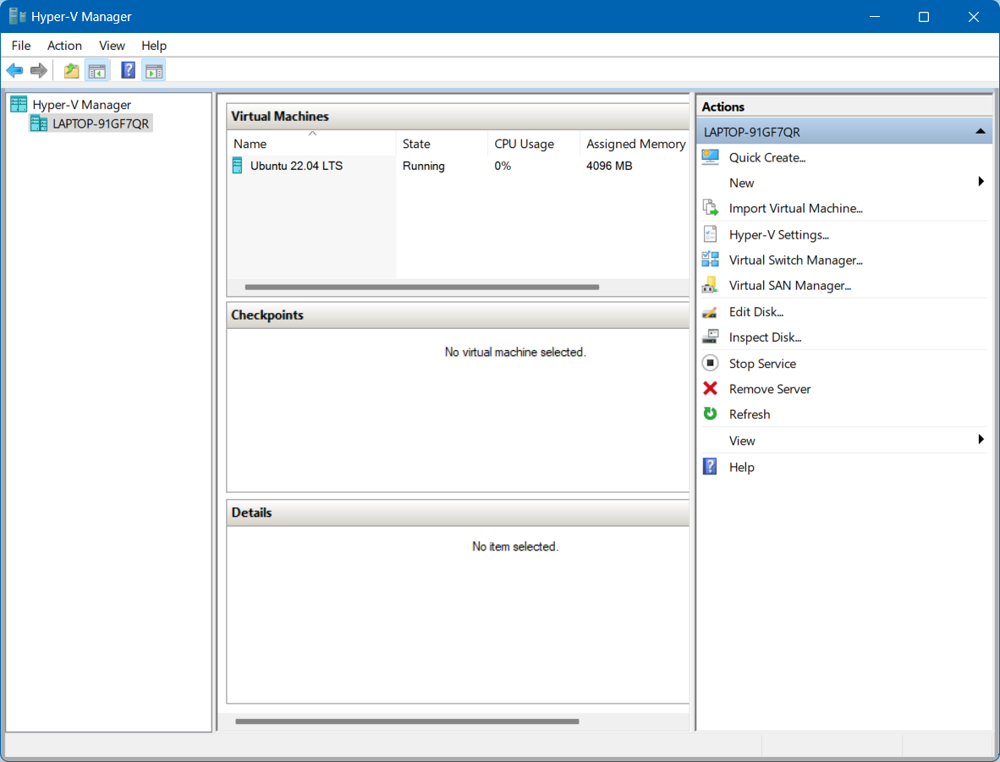 Hyper-V Manager
File Action View Help
Hyper-V Manager
LAPTOP-91GF7QR
Virtual Machines
Name State CPU Usage Assigned Memory
Ubuntu 22.04 LTS Running 0% 4096 MB
Checkpoints
No virtual machine selected.
Details
No item selected.
Actions
LAPTOP-91GF7QR
Quick Create...
New
Import Virtual Machine...
Hyper-V Settings...
Virtual Switch Manager...
Virtual SAN Manager...
Edit Disk...
Inspect Disk...
Stop Service
Remove Server
Refresh
View
Help